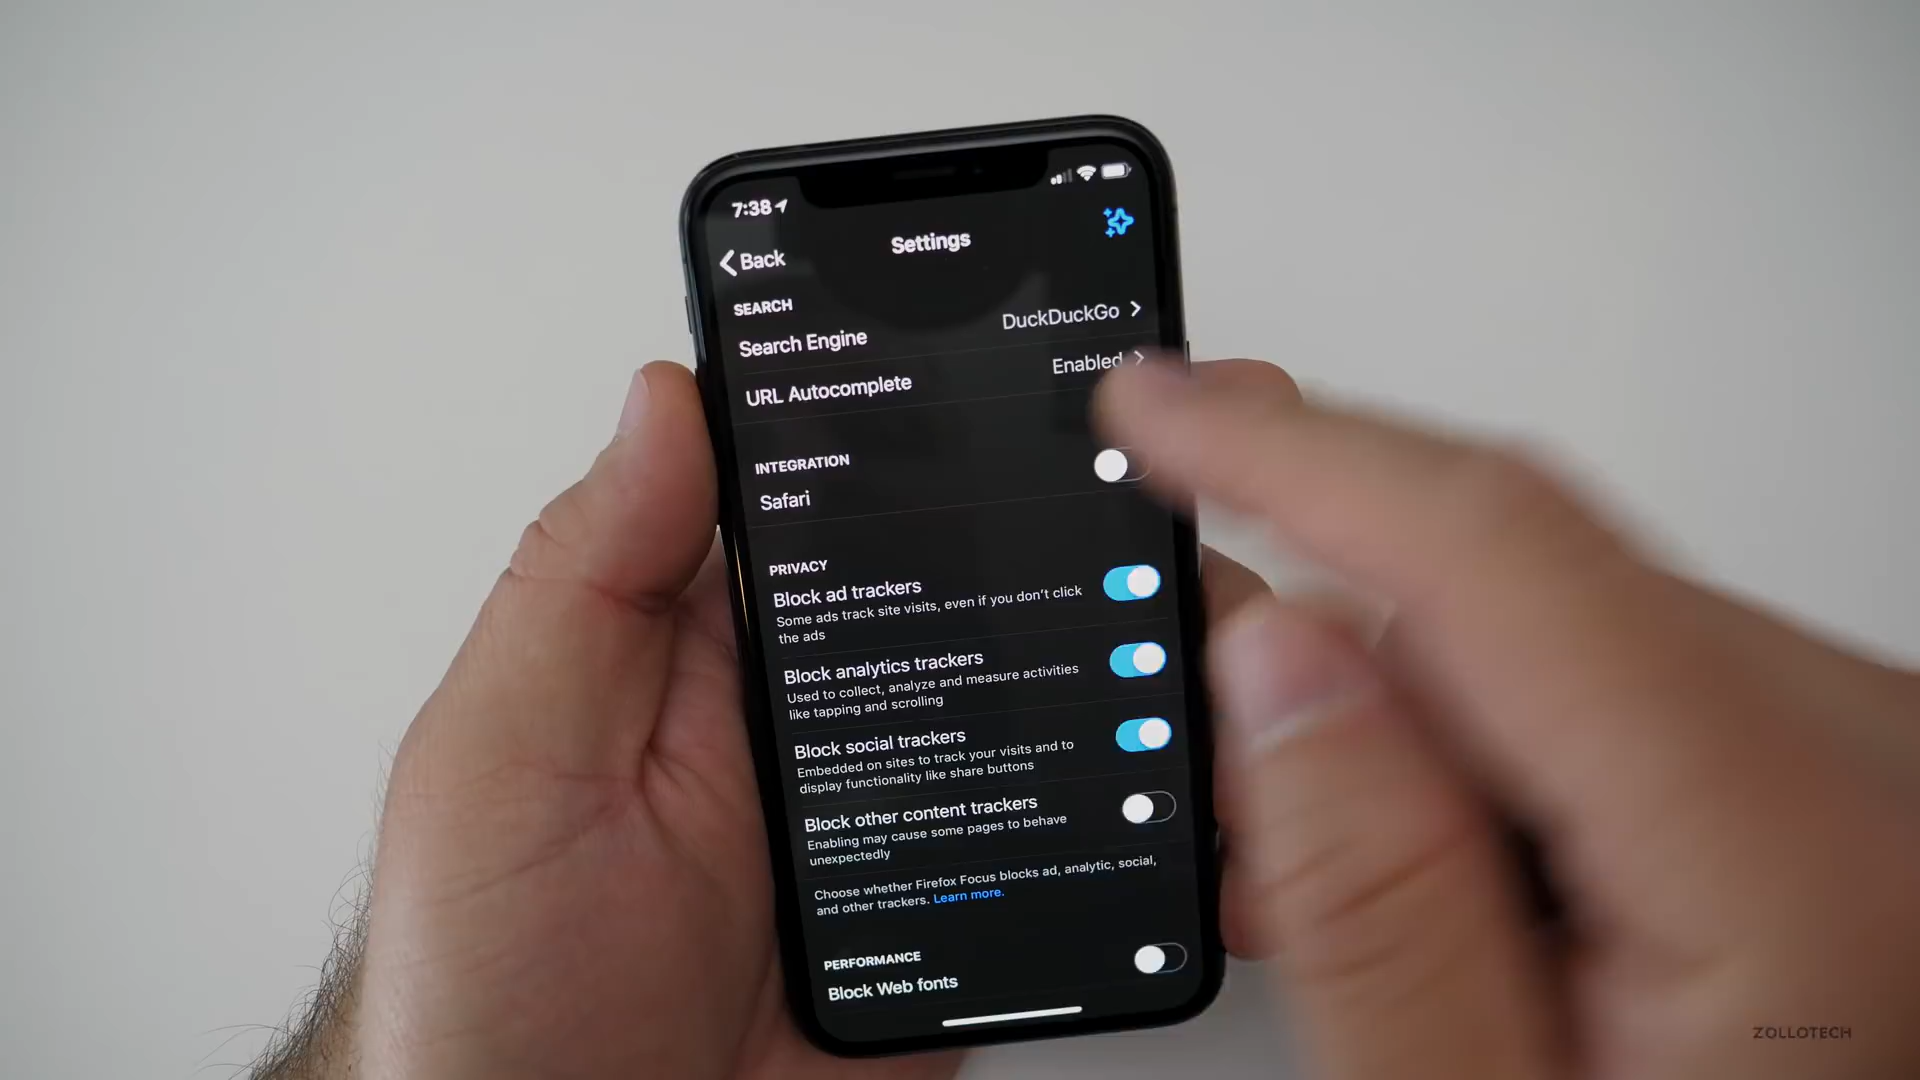 7:38
Settings
Back
SEARCH
Search Engine
DuckDuckGo
URL Autocomplete
Enabled
INTEGRATION
Safari
PRIVACY
Block ad trackers
Some ads track site visits, even if you don't click
the ads
Block analytics trackers
Used to collect, analyze and measure activities
like tapping and scrolling
Block social trackers
Embedded on sites to track your visits and to
display functionality like share buttons
Block other content trackers
Enabling may cause some pages to behave
unexpectedly
Choose whether Firefox Focus blocks ad, analytic, social,
and other trackers. Learn more.
PERFORMANCE
Block Web fonts
ZOLLOTECH